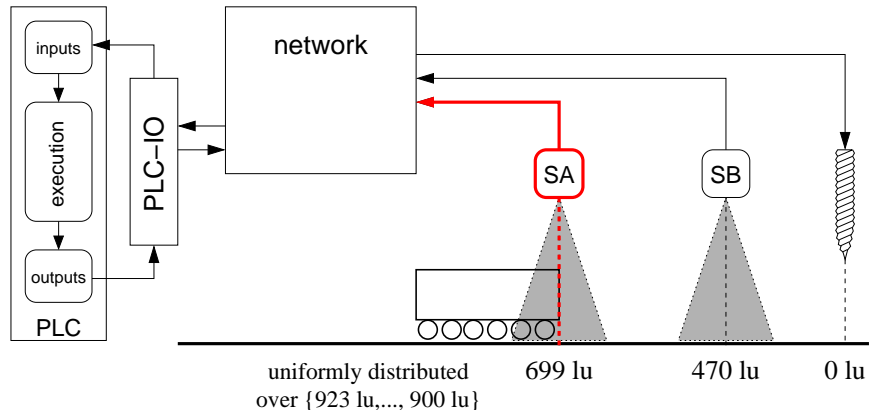 inputs
execution
outputs
PLC
PLC–IO
network
SA
SB
uniformly distributed
over {923 lu,..., 900 lu}
699 lu
470 lu
0 lu